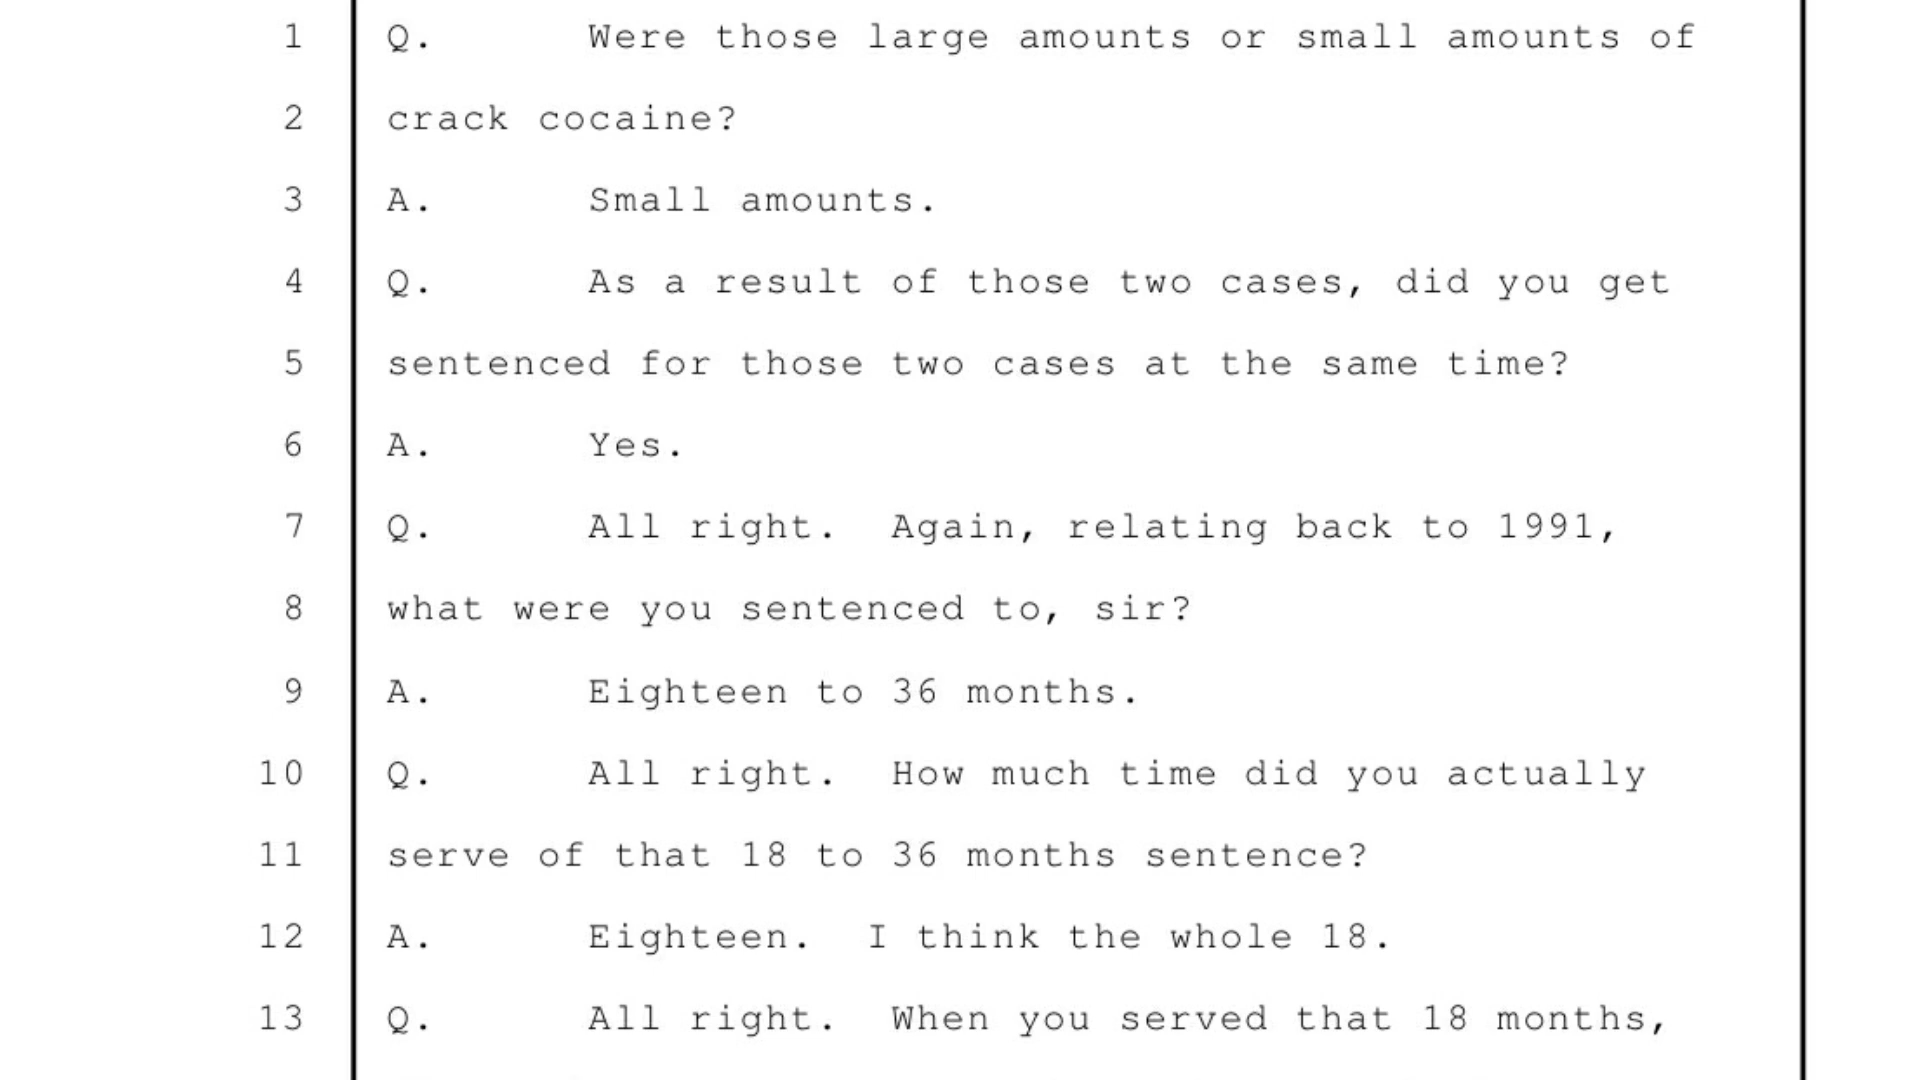 1 Q. Were those large amounts or small amounts of
2 crack cocaine?
3 A. Small amounts.
4 Q. As a result of those two cases, did you get
5 sentenced for those two cases at the same time?
6 A. Yes.
7 Q. All right. Again, relating back to 1991,
8 what were you sentenced to, sir?
9 A. Eighteen to 36 months.
10 Q. All right. How much time did you actually
11 serve of that 18 to 36 months sentence?
12 A. Eighteen. I think the whole 18.
13 Q. All right. When you served that 18 months,